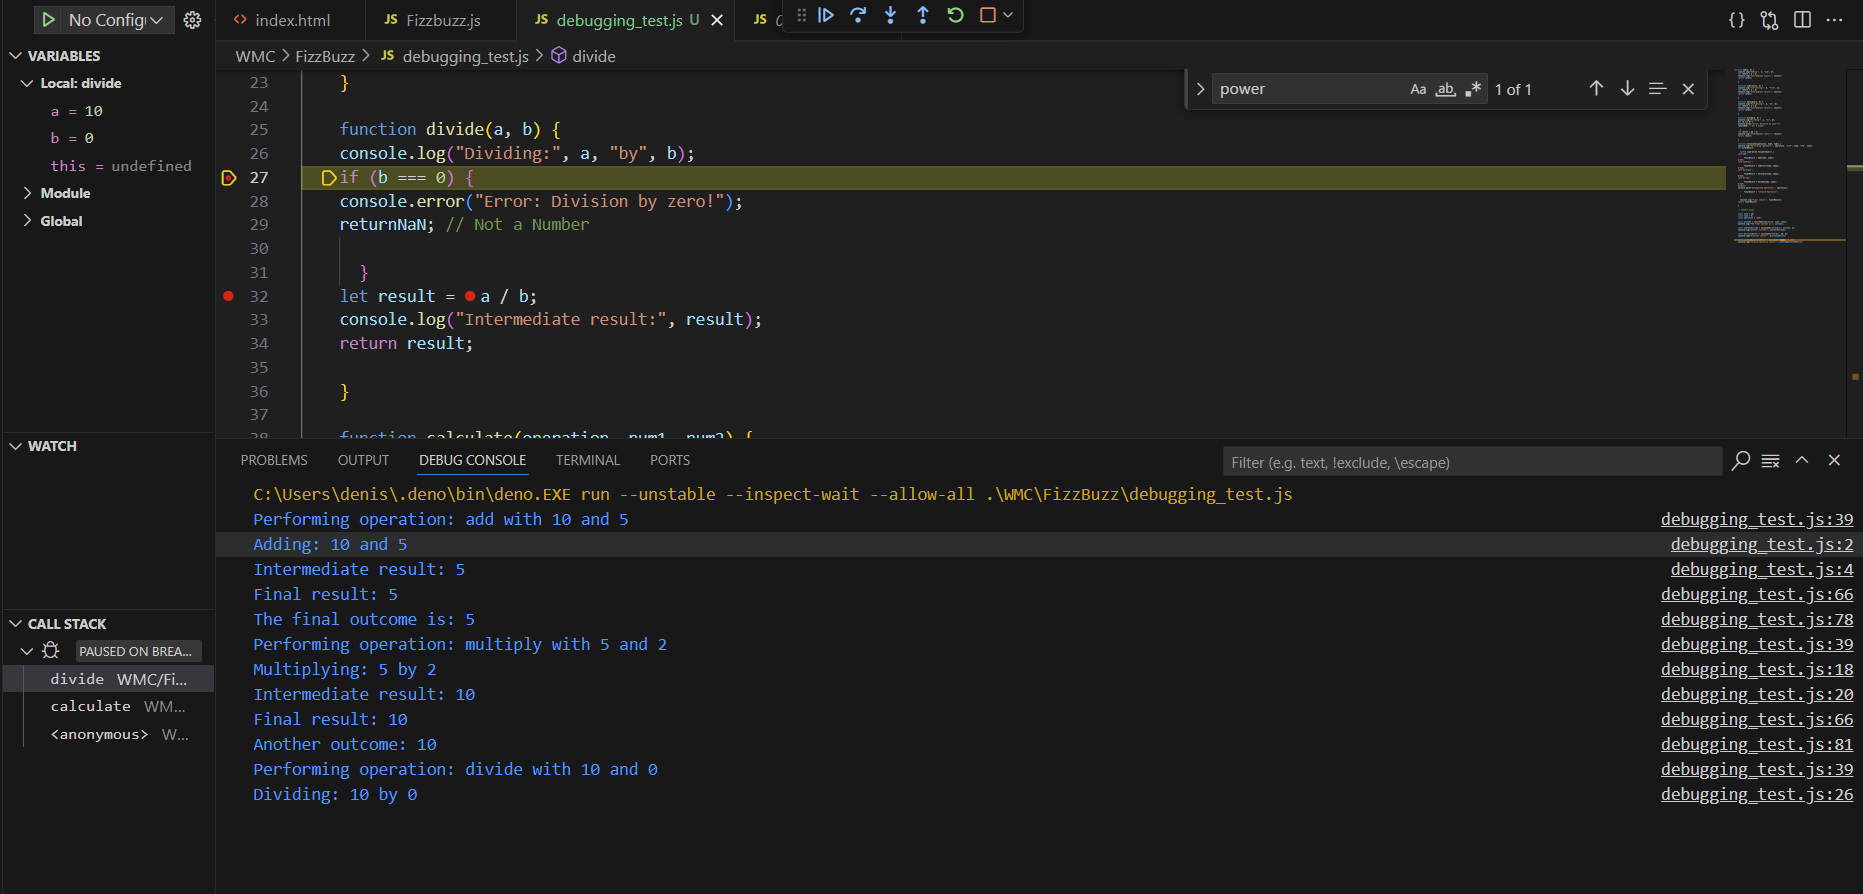 No Config
index.html
JS Fizzbuzz.js
JS debugging_test.js U
JS
VARIABLES
Local: divide
a = 10
b = 0
this = undefined
Module
Global
WATCH
CALL STACK
PAUSED ON BREA...
divide WMC/Fi...
calculate WM...
<anonymous> W...
WMC > FizzBuzz > JS debugging_test.js > divide
power
Aa ab .* 1 of 1
23 }
24
25 function divide(a, b) {
26 console.log("Dividing:", a, "by", b);
27 if (b === 0) {
28 console.error("Error: Division by zero!");
29 returnNaN; // Not a Number
30
31 }
32 let result = a / b;
33 console.log("Intermediate result:", result);
34 return result;
35
36 }
37
38 function calculate(operation, num1, num2) {
PROBLEMS OUTPUT DEBUG CONSOLE TERMINAL PORTS
Filter (e.g. text, !exclude, \escape)
C:\Users\denis\.deno\bin\deno.EXE run --unstable --inspect-wait --allow-all .\WMC\FizzBuzz\debugging_test.js
Performing operation: add with 10 and 5 debugging_test.js:39
Adding: 10 and 5 debugging_test.js:2
Intermediate result: 5 debugging_test.js:4
Final result: 5 debugging_test.js:66
The final outcome is: 5 debugging_test.js:78
Performing operation: multiply with 5 and 2 debugging_test.js:39
Multiplying: 5 by 2 debugging_test.js:18
Intermediate result: 10 debugging_test.js:20
Final result: 10 debugging_test.js:66
Another outcome: 10 debugging_test.js:81
Performing operation: divide with 10 and 0 debugging_test.js:39
Dividing: 10 by 0 debugging_test.js:26